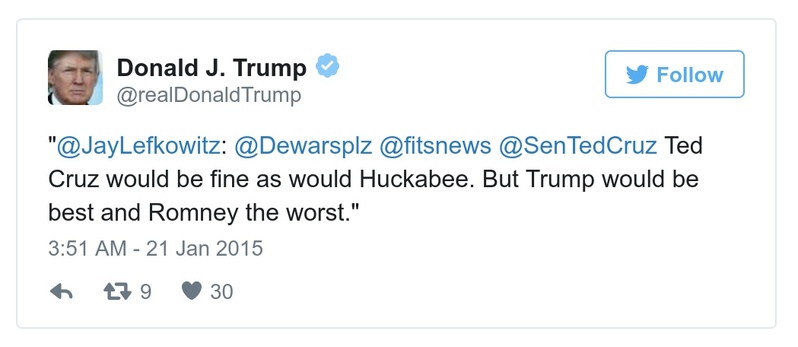 Donald J. Trump
@realDonaldTrump
Follow
"@JayLefkowitz: @Dewarsplz @fitsnews @SenTedCruz Ted
Cruz would be fine as would Huckabee. But Trump would be
best and Romney the worst."
3:51 AM - 21 Jan 2015
9 30